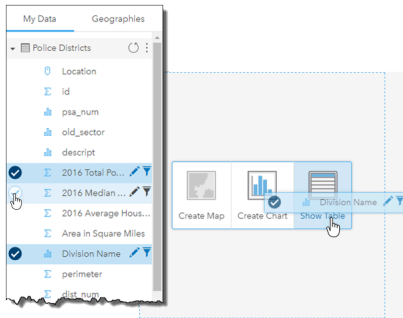 My Data
Geographies
Police Districts
Location
id
psa_num
old_sector
descript
2016 Total Po...
2016 Median ...
2016 Average Hous...
Area in Square Miles
Division Name
perimeter
dist_num
Create Map
Create Chart
Show Table
Division Name